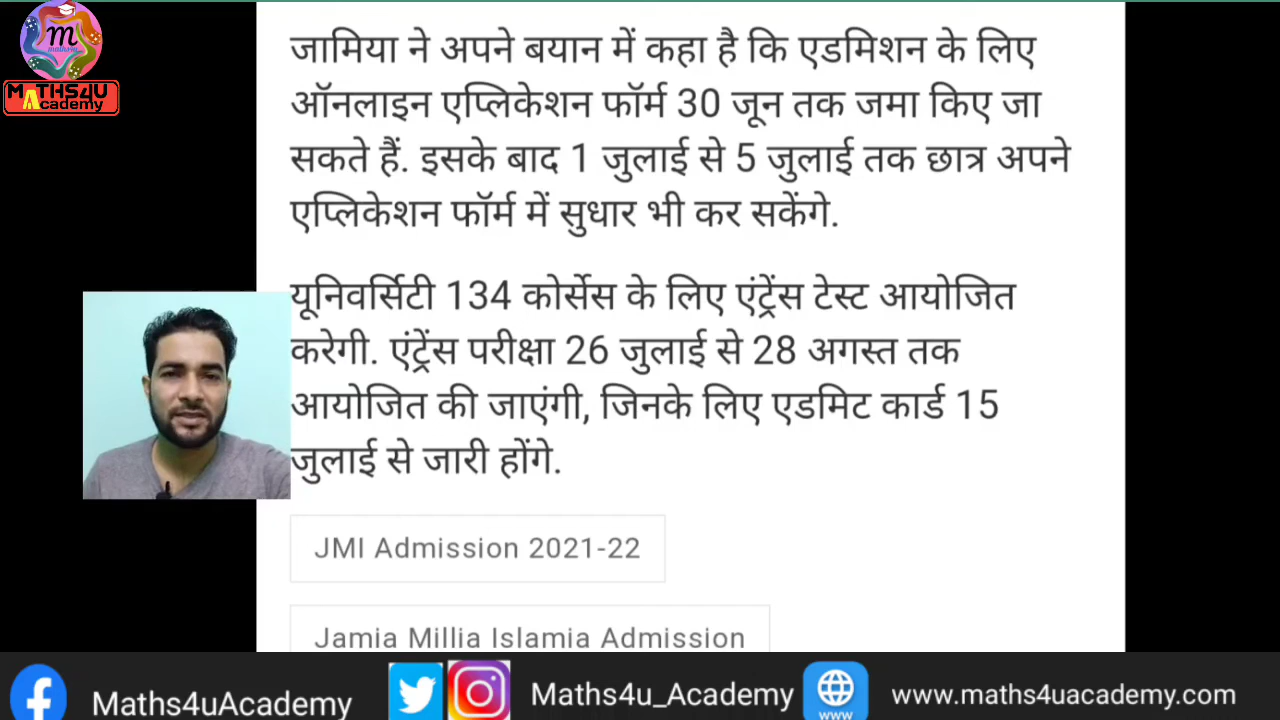 m
maths4u
MATHS4U
Academy
जामिया ने अपने बयान में कहा है कि एडमिशन के लिए
ऑनलाइन एप्लिकेशन फॉर्म 30 जून तक जमा किए जा
सकते हैं. इसके बाद 1 जुलाई से 5 जुलाई तक छात्र अपने
एप्लिकेशन फॉर्म में सुधार भी कर सकेंगे.
यूनिवर्सिटी 134 कोर्सेस के लिए एंट्रेंस टेस्ट आयोजित
करेगी. एंट्रेंस परीक्षा 26 जुलाई से 28 अगस्त तक
आयोजित की जाएंगी, जिनके लिए एडमिट कार्ड 15
जुलाई से जारी होंगे.
JMI Admission 2021-22
Jamia Millia Islamia Admission
Maths4uAcademy
Maths4u_Academy
www
www.maths4uacademy.com